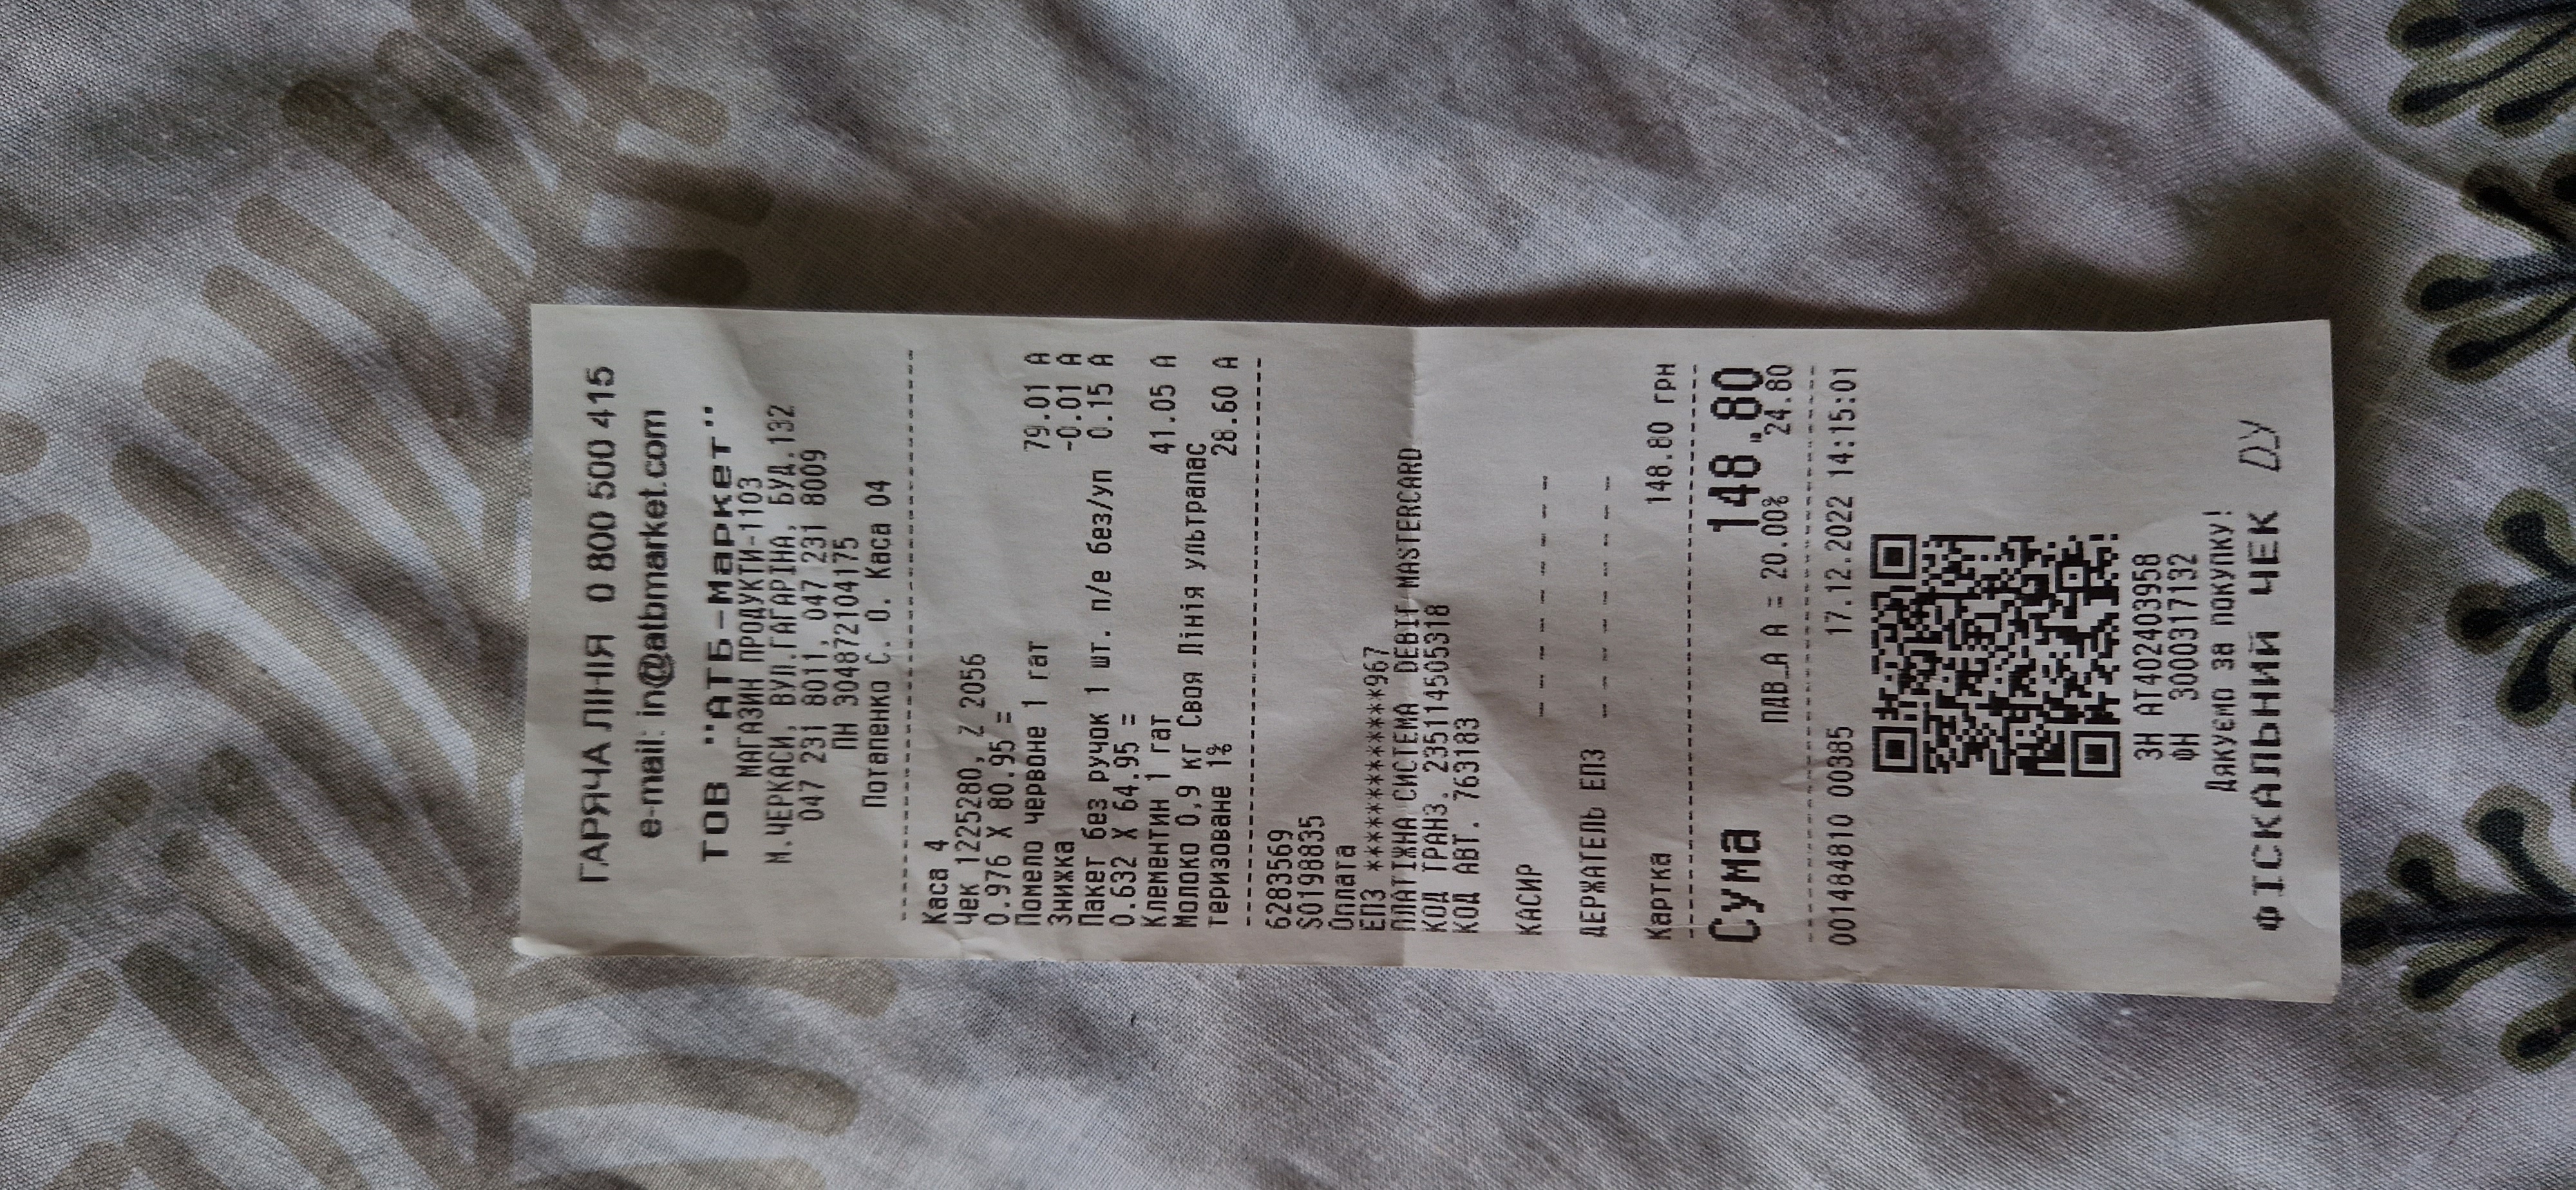 ГАРЯЧА ЛІНІЯ 0 800 500 415
e-mail: in@atbmarket.com
ТОВ "АТБ-Маркет"
МАГАЗИН ПРОДУКТИ-1103
М.ЧЕРКАСИ, ВУЛ.ГАГАРІНА, БУД.132
047 231 8011, 047 231 8009
ПН 304872104175
Потапенко С. О. Каса 04
Каса 4
Чек 1225280, Z 2056
0.976 X 80.95 =
Помело червоне 1 гат 79.01 А
Знижка -0.01 А
Пакет без ручок 1 шт. п/е без/уп 0.15 А
0.632 X 64.95 =
Клементин 1 гат 41.05 А
Молоко 0,9 кг Своя Лінія ультрапас
теризоване 1% 28.60 А
6283569
S0198835
Оплата
ЕПЗ ************967
ПЛАТІЖНА СИСТЕМА DEBIT MASTERCARD
КОД ТРАНЗ. 235114505318
КОД АВТ. 763183
КАСИР - - - - - - - -
ДЕРЖАТЕЛЬ ЕПЗ - - - - - - - -
Картка 148.80 грн
Сума 148.80
ПДВ_А А = 20.00% 24.80
001484810 00385 17.12.2022 14:15:01
ЗН АТ402403958
ФН 3000317132
Дякуємо за покупку!
ФІСКАЛЬНИЙ ЧЕК